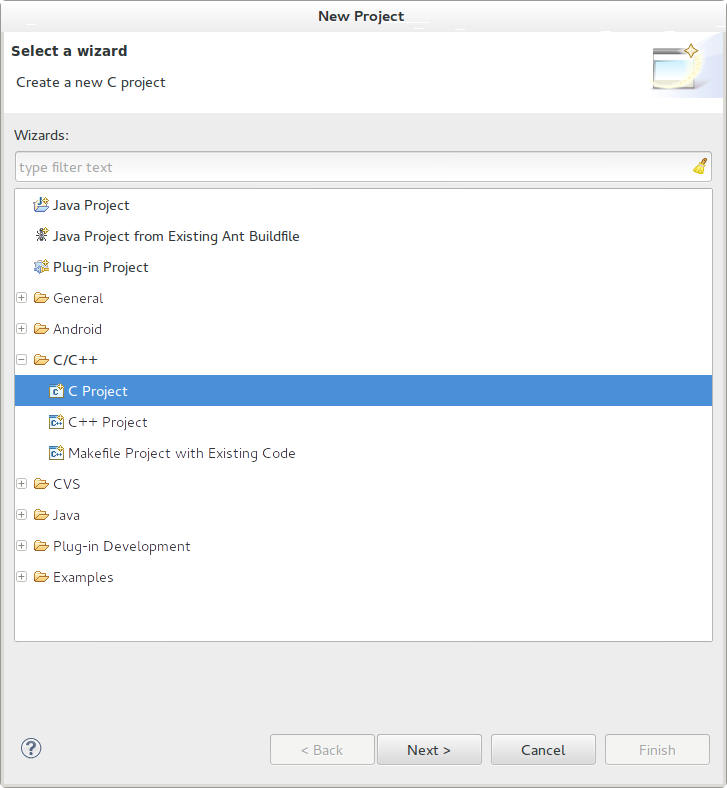 New Project
Select a wizard
Create a new C project
Wizards:
type filter text
Java Project
Java Project from Existing Ant Buildfile
Plug-in Project
General
Android
C/C++
C Project
C++ Project
Makefile Project with Existing Code
CVS
Java
Plug-in Development
Examples
< Back Next > Cancel Finish